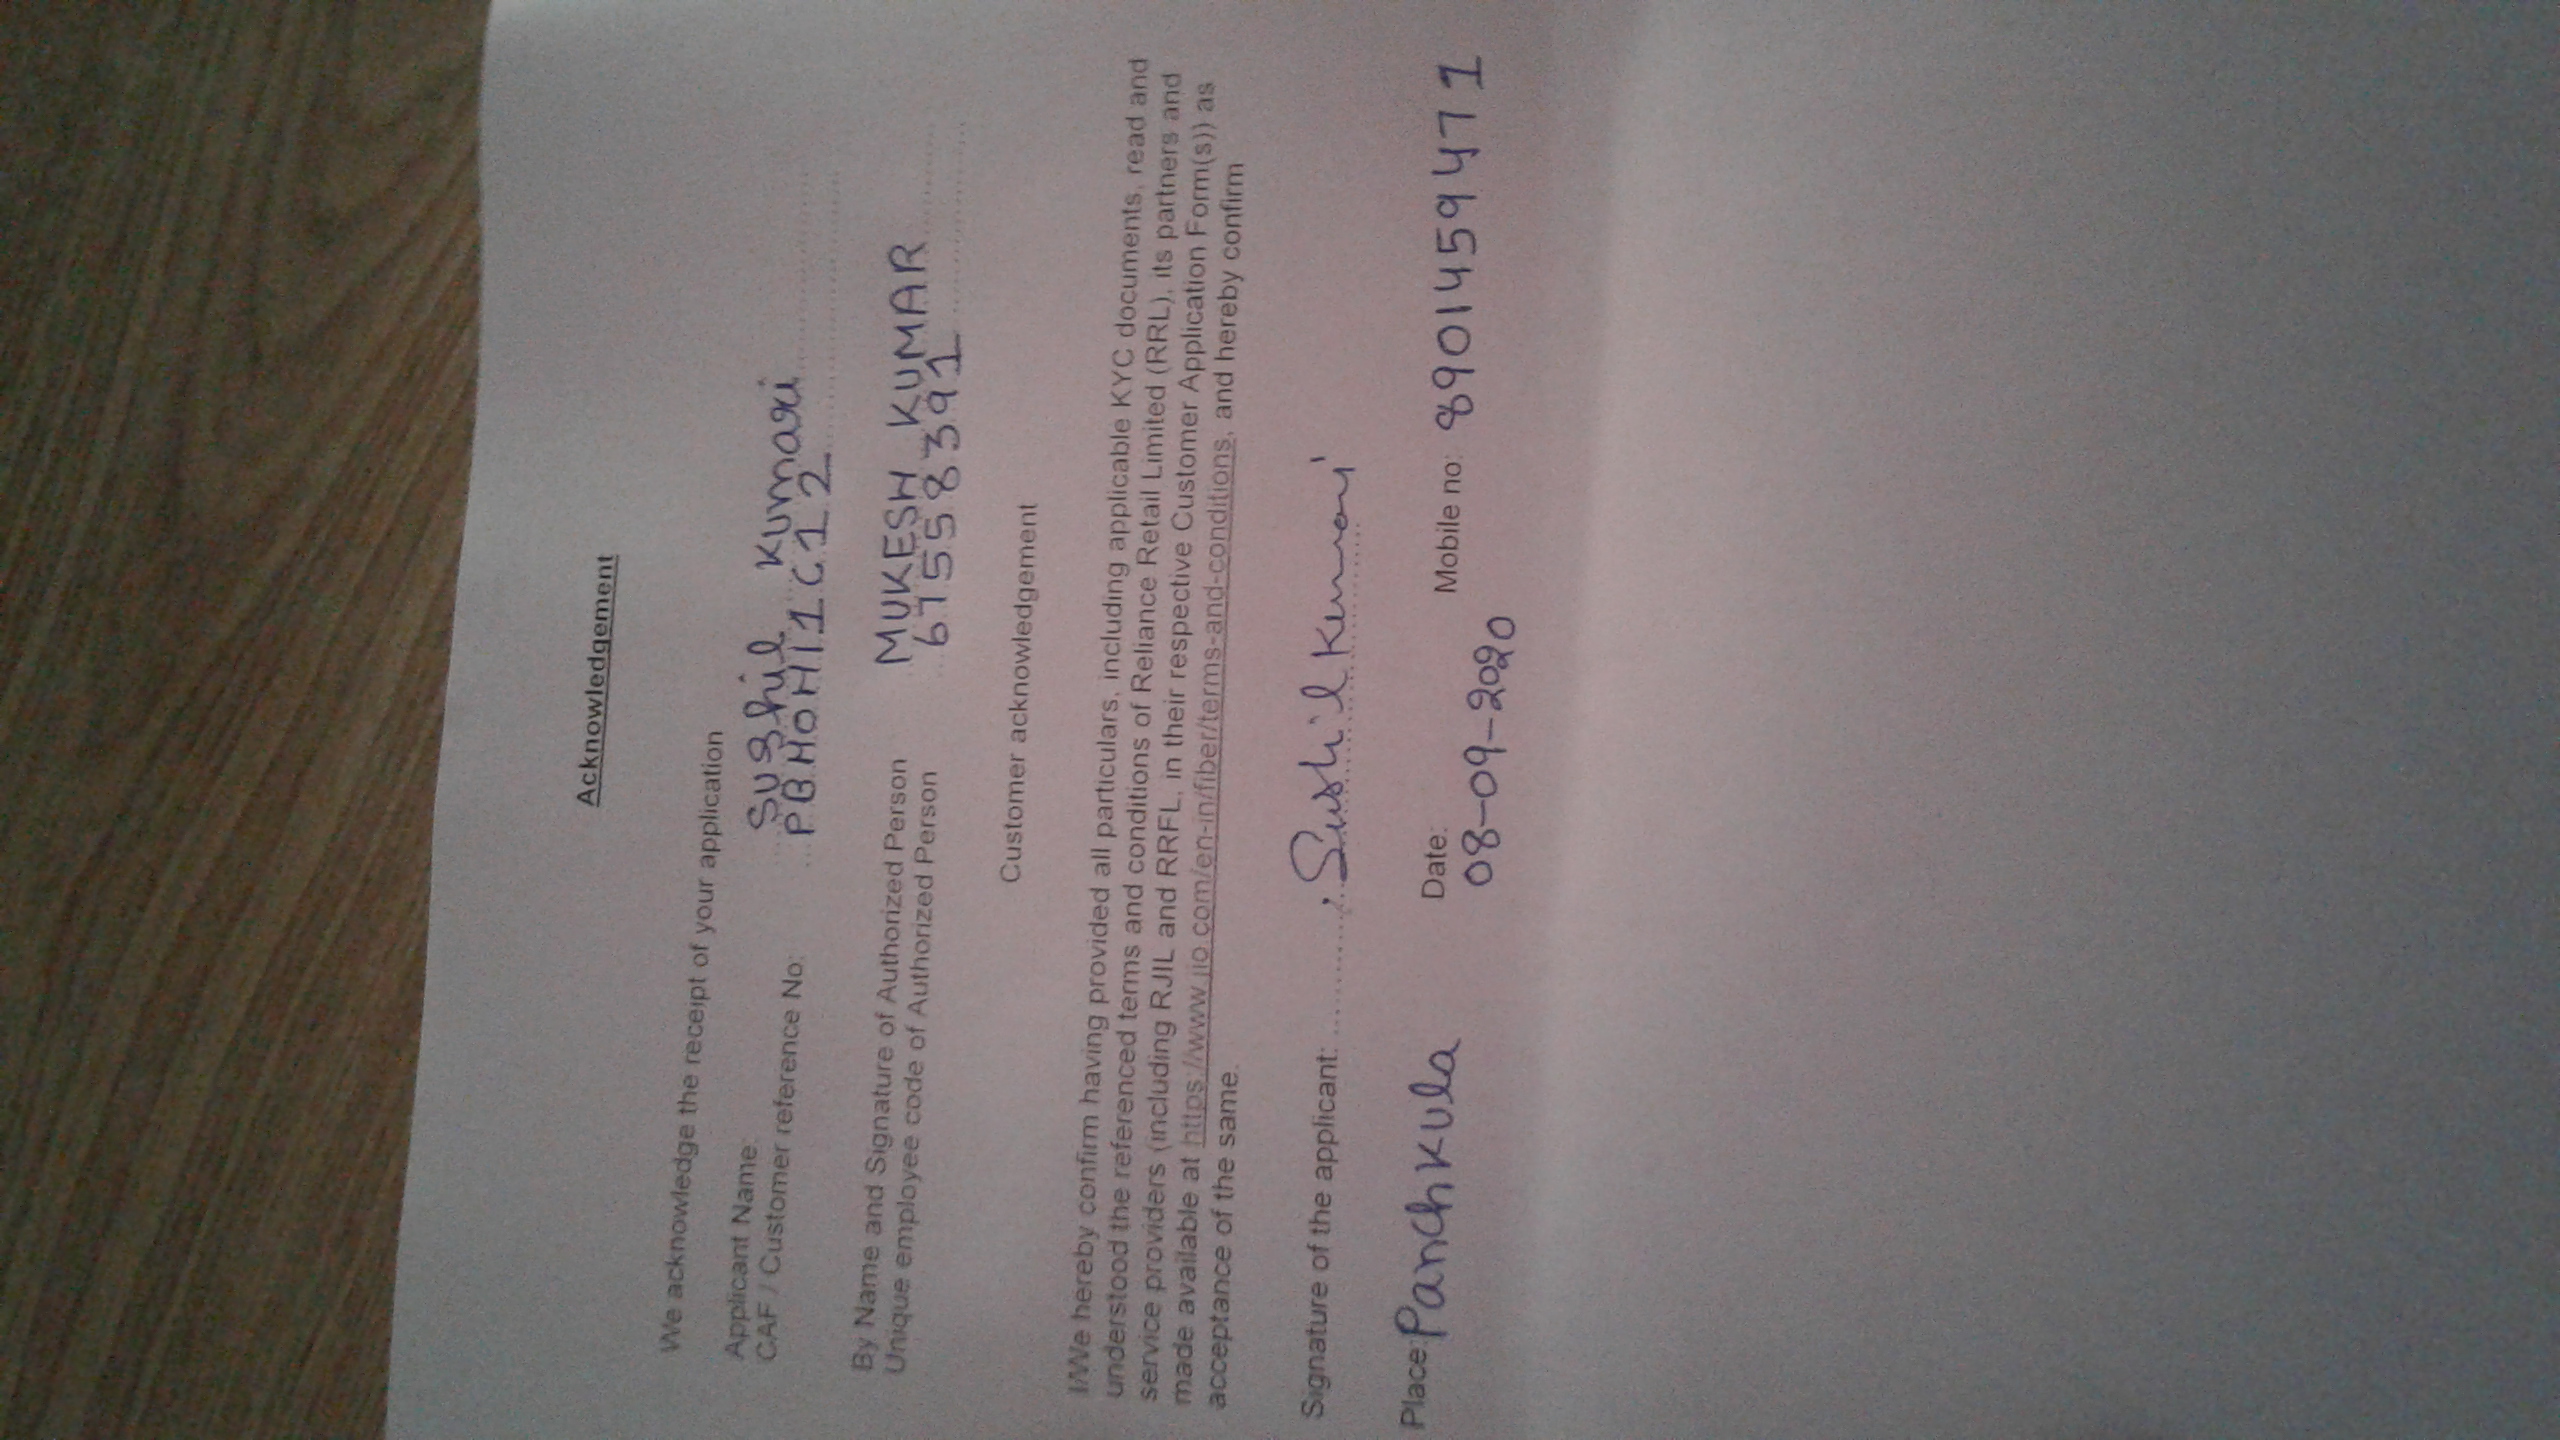 Acknowledgement
We acknowledge the receipt of your application
Applicant Name: Sushil Kumari
CAF / Customer reference No: PBHOHI1C12
By Name and Signature of Authorized Person MUKESH KUMAR
Unique employee code of Authorized Person 67558391
Customer acknowledgement
I/We hereby confirm having provided all particulars, including applicable KYC documents, read and
understood the referenced terms and conditions of Reliance Retail Limited (RRL), its partners and
service providers (including RJIL and RRFL, in their respective Customer Application Form(s)) as
made available at https://www.jio.com/en-in/fiber/terms-and-conditions, and hereby confirm
acceptance of the same.
Signature of the applicant: Sushil Kumari
Place: Panchkula Date: 08-09-2020 Mobile no: 8901459471